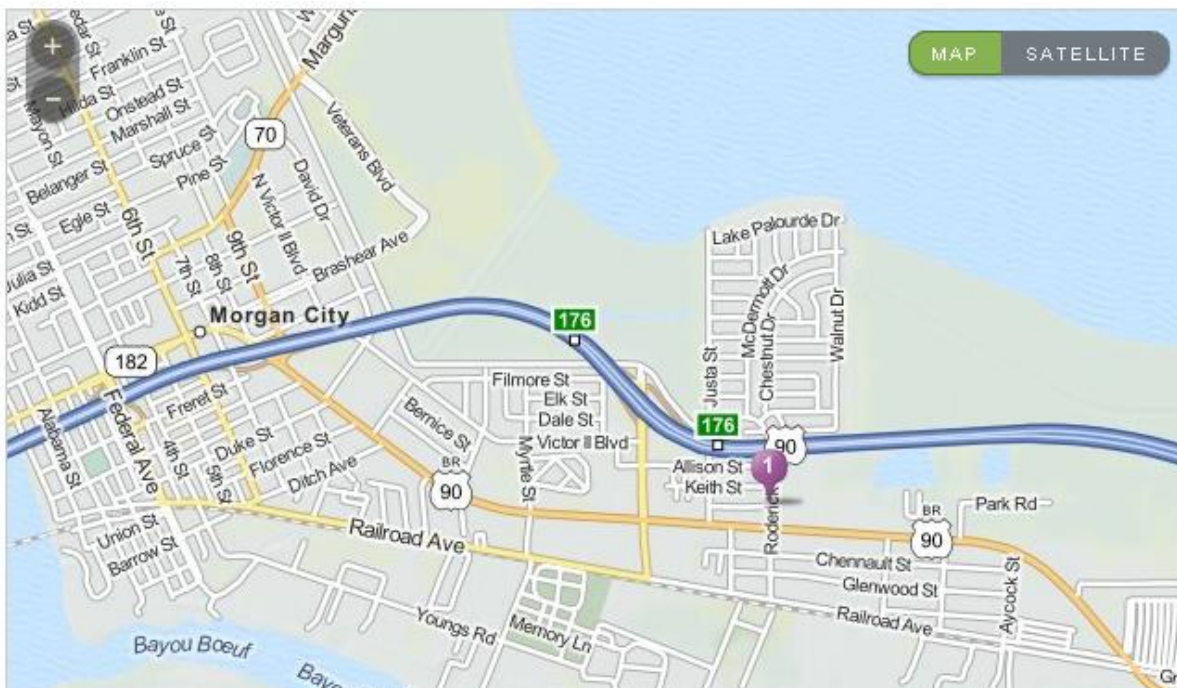 Franklin St
Hilda St
Onstead St
Marshall St
Mayon St
Belanger St
Spruce St
Pine St
Egle St
Julia St
Kidd St
6th St
7th St
8th St
9th St
70
N Victor II Blvd
David Dr
Veterans Blvd
Brashear Ave
MAP
SATELLITE
Morgan City
182
176
Lake Palourde Dr
McDermott Dr
Chestnut Dr
Walnut Dr
Justa St
176
90
1
Filmore St
Elk St
Dale St
Victor II Blvd
Myrtle St
Bernice St
BR
90
Allison St
Keith St
Roderick
Park Rd
BR
90
Chennault St
Glenwood St
Railroad Ave
Aycock St
Alabama St
Federal Ave
Freret St
4th St
5th St
Duke St
Florence St
Ditch Ave
Union St
Barrow St
Railroad Ave
Youngs Rd
Memory Ln
Bayou Boeuf